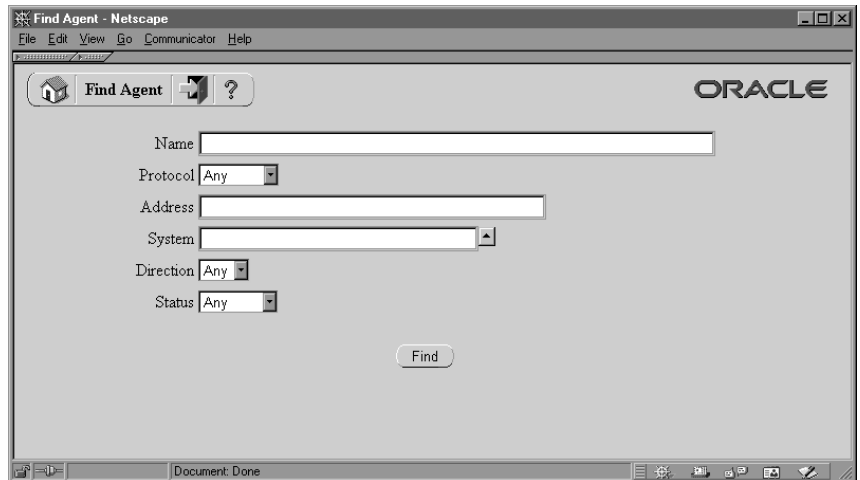 Find Agent - Netscape
File Edit View Go Communicator Help
Find Agent ?
ORACLE
Name
Protocol Any
Address
System
Direction Any
Status Any
Find
Document: Done